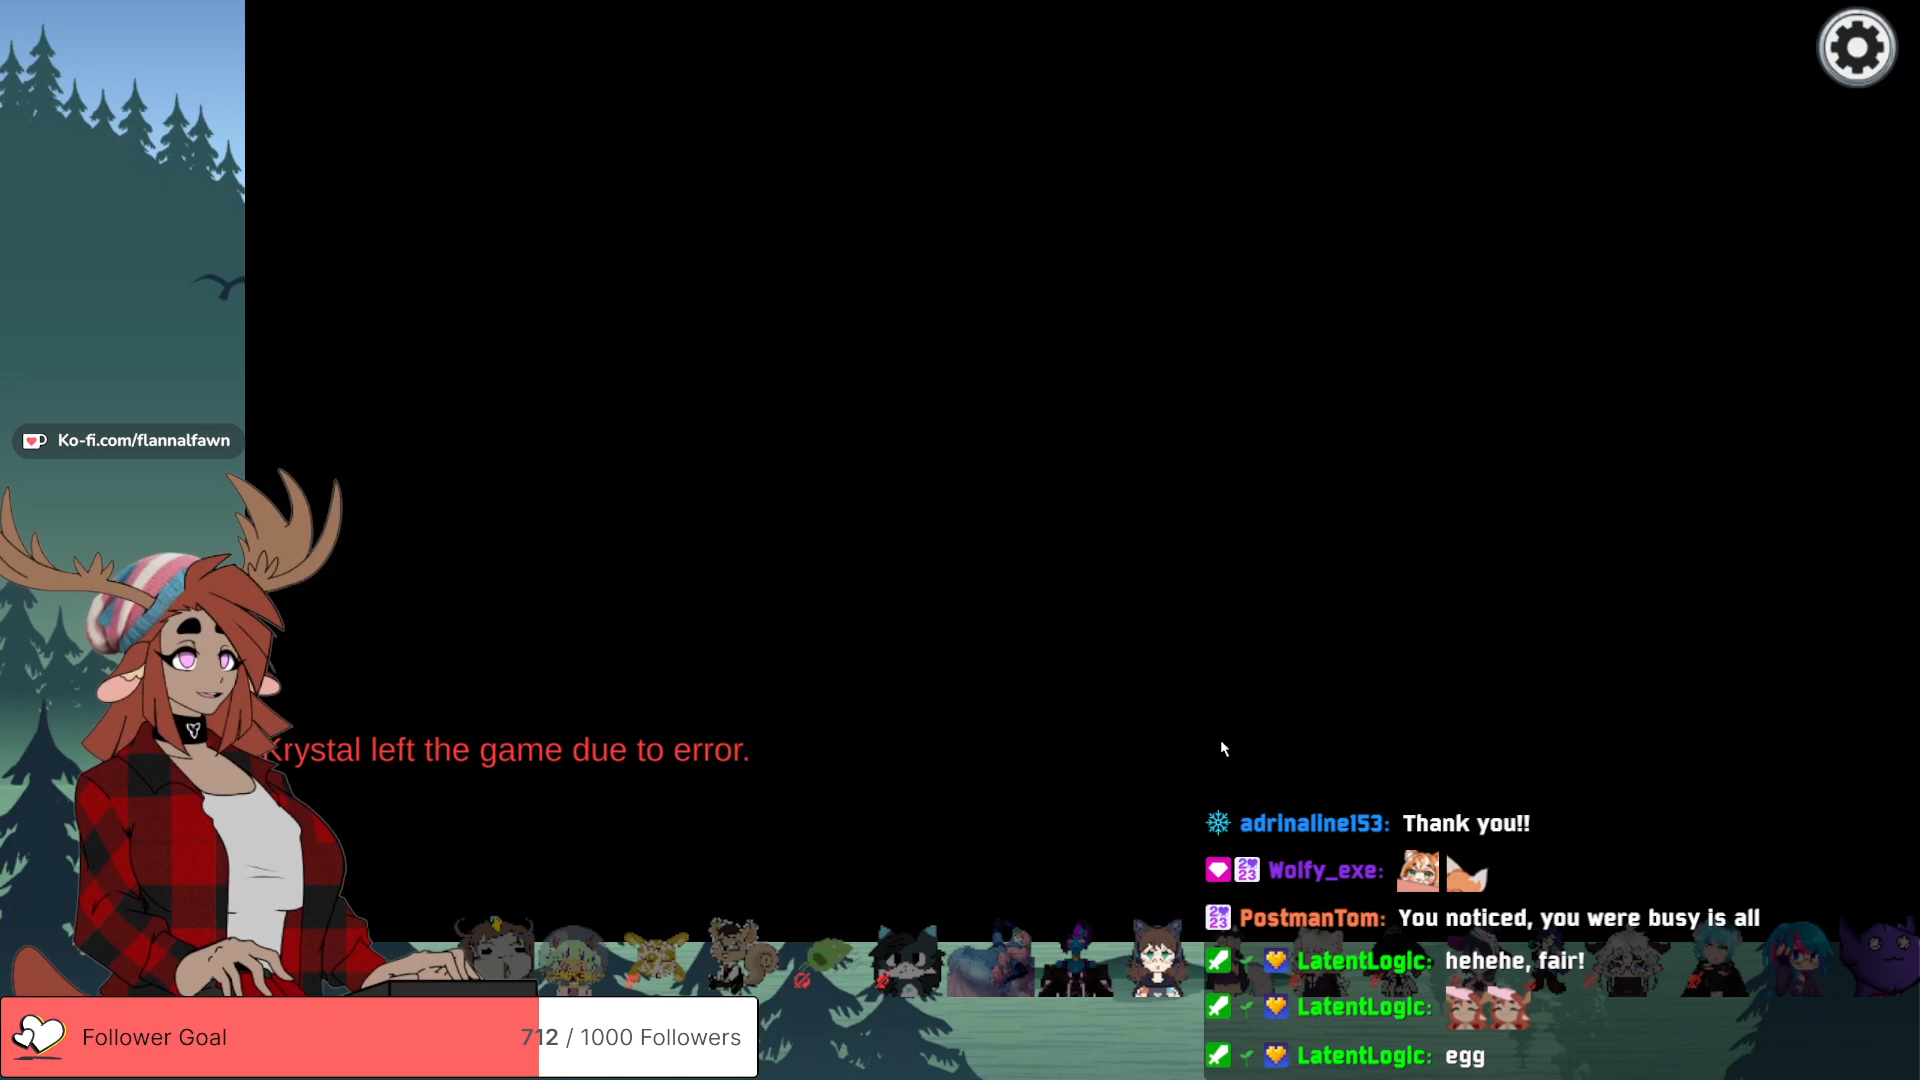 Ko-fi.com/flannalfawn
Krystal left the game due to error.
adrinaline153: Thank you!!
Wolfy_exe:
PostmanTom: You noticed, you were busy is all
LatentLogic: hehehe, fair!
LatentLogic:
LatentLogic: egg
Follower Goal 712 / 1000 Followers